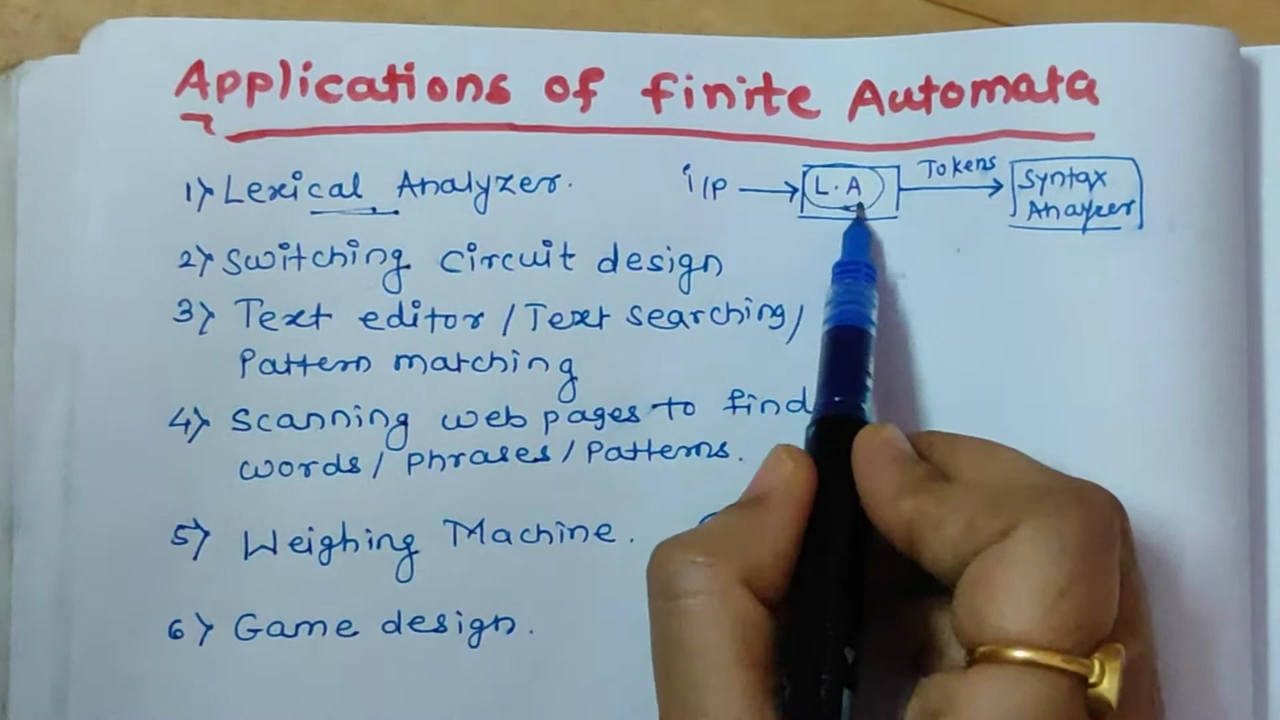 Applications of finite Automata
1) Lexical Analyzer. i/p L.A Tokens Syntax
Anayzer
2) Switching circuit design
3) Text editor / Text searching /
Pattern matching
4) Scanning web pages to find
words / Phrases / Patterns.
5) Weighing Machine.
6) Game design.